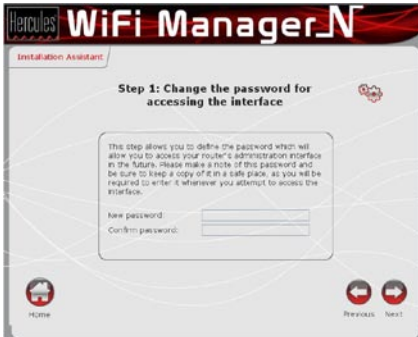 Hercules WiFi Manager_N
Installation Assistant
Step 1: Change the password for
accessing the interface
This step allows you to define the password which will
allow you to access your router's administration interface
in the future. Please make a note of this password and
be sure to keep a copy of it in a safe place, as you will be
required to enter it whenever you attempt to access the
interface.
New password:
Confirm password:
Home
Previous Next